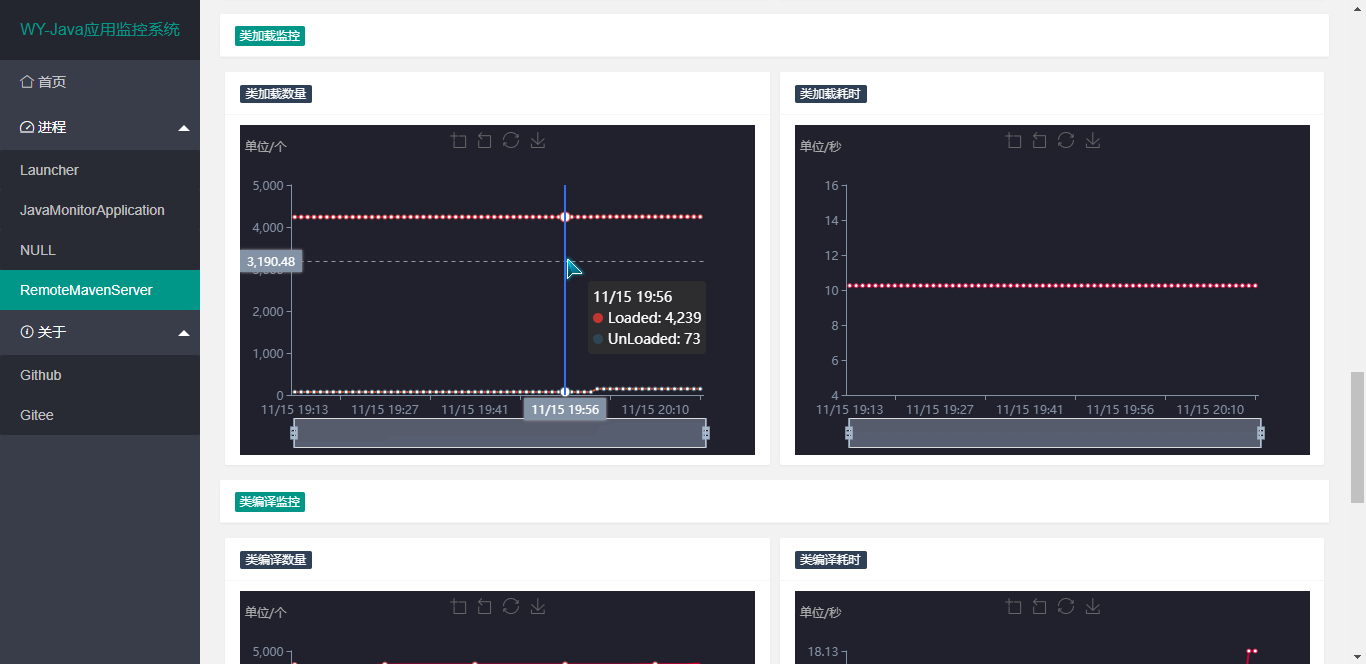 WY-Java应用监控系统
首页
进程
Launcher
JavaMonitorApplication
NULL
RemoteMavenServer
关于
Github
Gitee
类加载监控
类加载数量
单位/个
5,000
4,000
3,190.48
2,000
1,000
0
11/15 19:56
Loaded: 4,239
UnLoaded: 73
11/15 19:13 11/15 19:27 11/15 19:41 11/15 19:56 11/15 20:10
类加载耗时
单位/秒
16
14
12
10
8
6
4
11/15 19:13 11/15 19:27 11/15 19:41 11/15 19:56 11/15 20:10
类编译监控
类编译数量
单位/个
5,000
类编译耗时
单位/秒
18.13